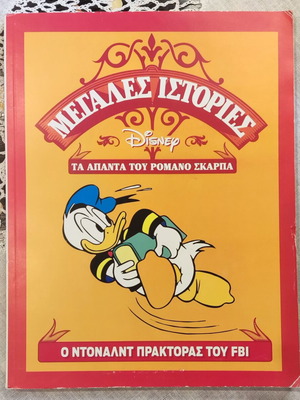 ΜΕΓΑΛΕΣ ΙΣΤΟΡΙΕΣ
Disney
ΤΑ ΑΠΑΝΤΑ ΤΟΥ ΡΟΜΑΝΟ ΣΚΑΡΠΑ
Ο ΝΤΟΝΑΛΝΤ ΠΡΑΚΤΟΡΑΣ ΤΟΥ FBI